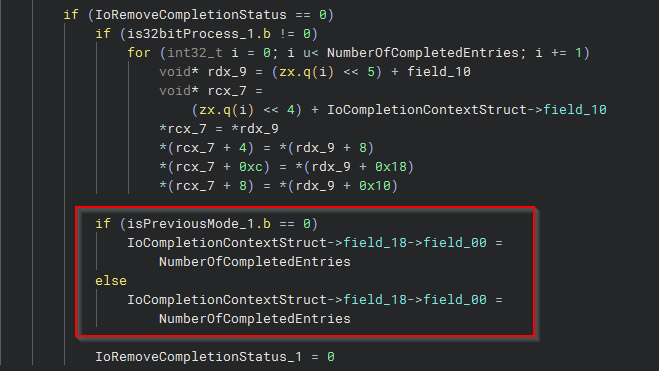 if (IoRemoveCompletionStatus == 0)
if (is32bitProcess_1.b != 0)
for (int32_t i = 0; i u< NumberOfCompletedEntries; i += 1)
void* rdx_9 = (zx.q(i) << 5) + field_10
void* rcx_7 =
(zx.q(i) << 4) + IoCompletionContextStruct->field_10
*rcx_7 = *rdx_9
*(rcx_7 + 4) = *(rdx_9 + 8)
*(rcx_7 + 0xc) = *(rdx_9 + 0x18)
*(rcx_7 + 8) = *(rdx_9 + 0x10)
if (isPreviousMode_1.b == 0)
IoCompletionContextStruct->field_18->field_00 =
NumberOfCompletedEntries
else
IoCompletionContextStruct->field_18->field_00 =
NumberOfCompletedEntries
IoRemoveCompletionStatus_1 = 0